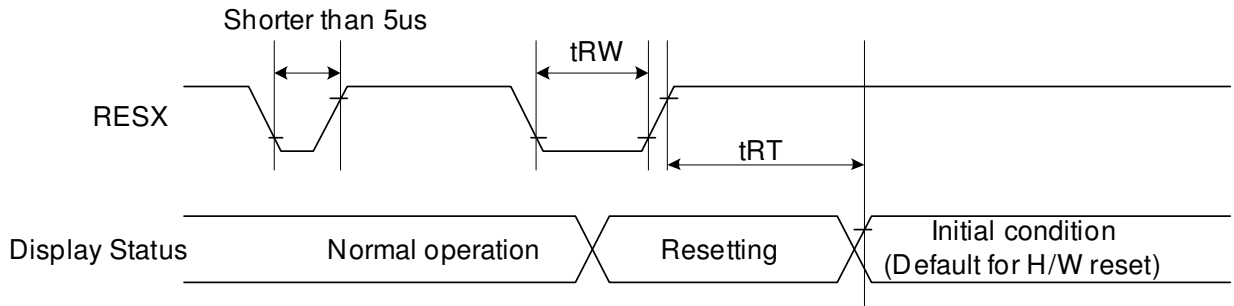 Shorter than 5us
tRW
RESX
tRT
Display Status
Normal operation
Resetting
Initial condition
(Default for H/W reset)